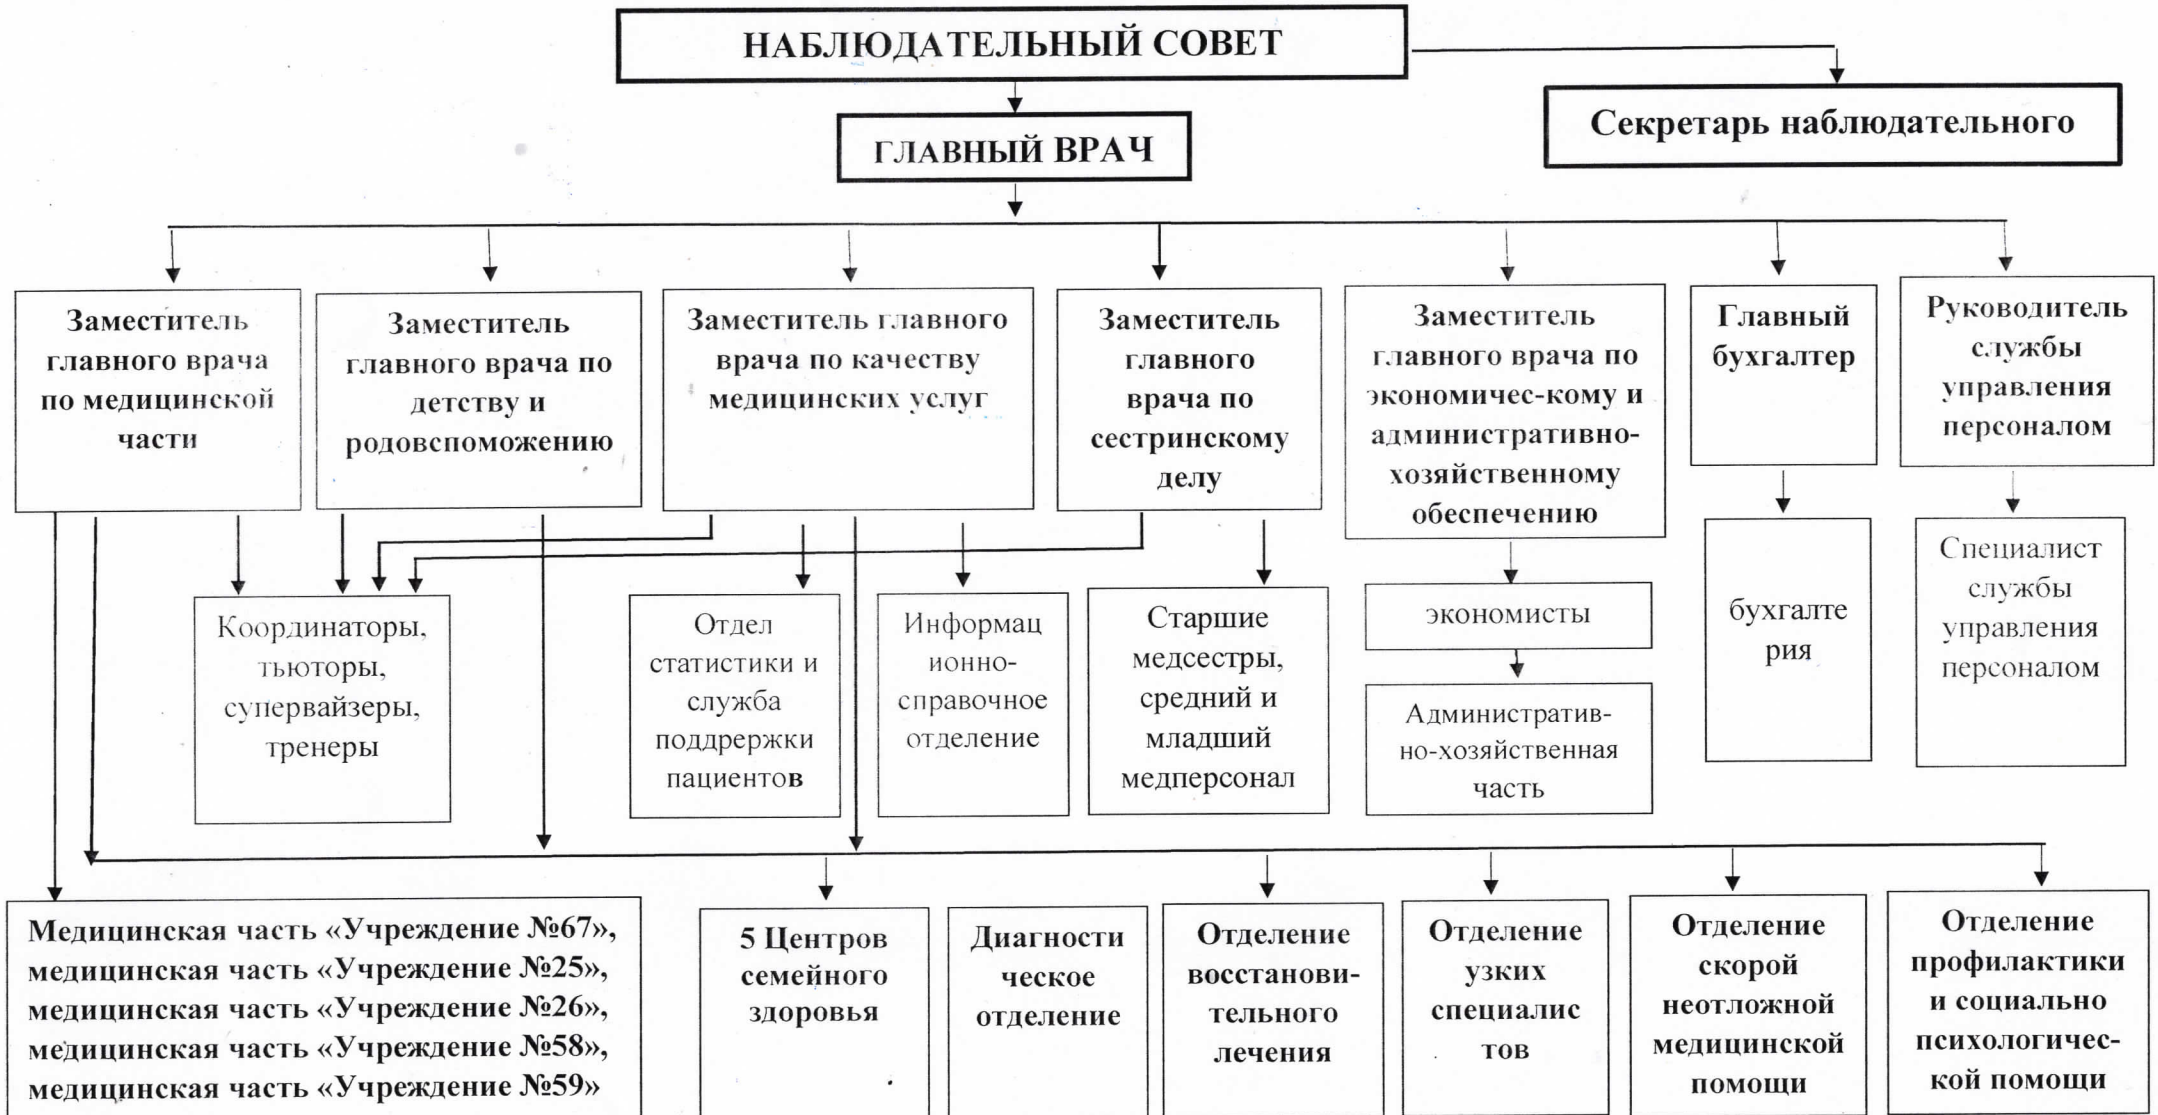 НАБЛЮДАТЕЛЬНЫЙ СОВЕТ
Секретарь наблюдательного
ГЛАВНЫЙ ВРАЧ
Заместитель
главного врача
по медицинской
части
Заместитель
главного врача по
детству и
родовспоможению
Заместитель главного
врача по качеству
медицинских услуг
Заместитель
главного
врача по
сестринскому
делу
Заместитель
главного врача по
экономичес-кому и
административно-
хозяйственному
обеспечению
Главный
бухгалтер
Руководитель
службы
управления
персоналом
Координаторы,
тьюторы,
супервайзеры,
тренеры
Отдел
статистики и
служба
поддрержки
пациентов
Информац
ионно-
справочное
отделение
Старшие
медсестры,
средний и
младший
медперсонал
экономисты
Административ-
но-хозяйственная
часть
бухгалте
рия
Специалист
службы
управления
персоналом
Медицинская часть «Учреждение №67»,
медицинская часть «Учреждение №25»,
медицинская часть «Учреждение №26»,
медицинская часть «Учреждение №58»,
медицинская часть «Учреждение №59»
5 Центров
семейного
здоровья
Диагности
ческое
отделение
Отделение
восстанови-
тельного
лечения
Отделение
узких
специалис
тов
Отделение
скорой
неотложной
медицинской
помощи
Отделение
профилактики
и социально
психологичес-
кой помощи